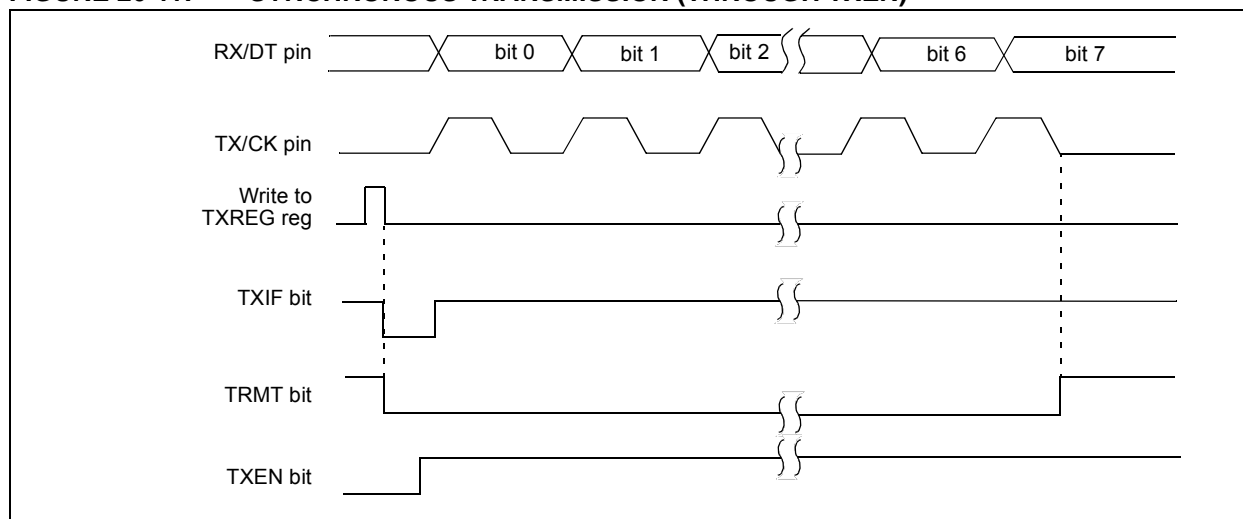 RX/DT pin
bit 0
bit 1
bit 2
bit 6
bit 7
TX/CK pin
Write to
TXREG reg
TXIF bit
TRMT bit
TXEN bit